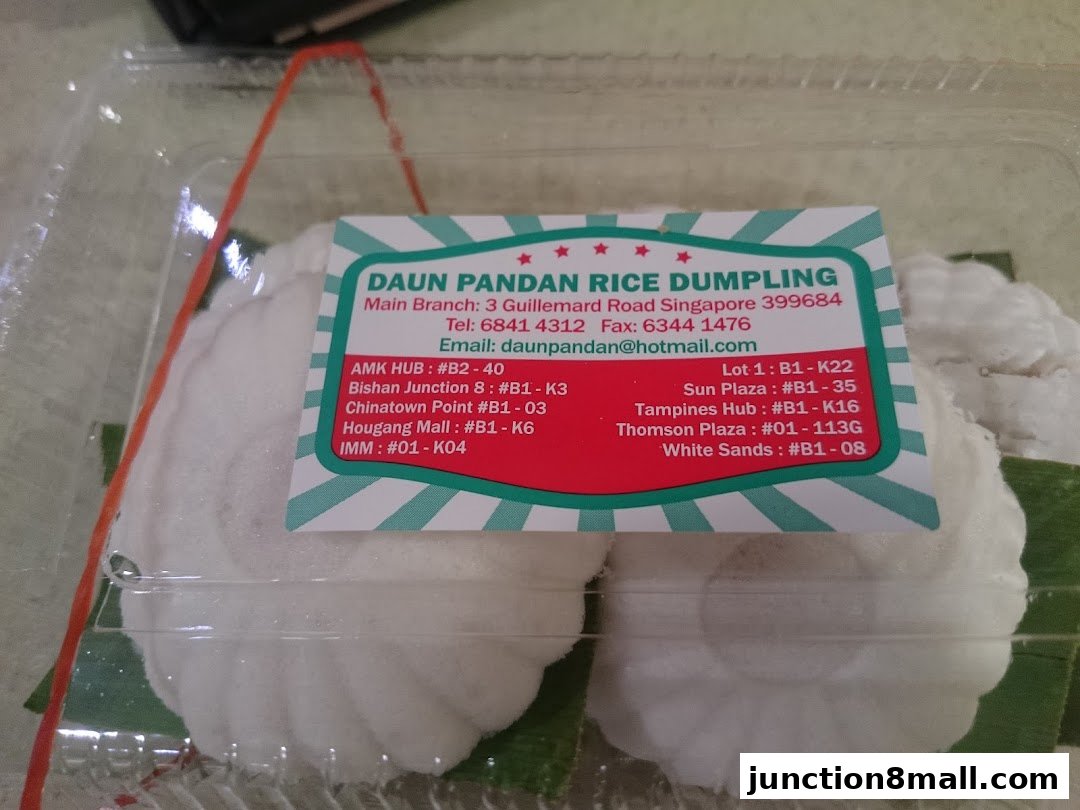 DAUN PANDAN RICE DUMPLING
Main Branch: 3 Guillemard Road Singapore 399684
Tel: 6841 4312 Fax: 6344 1476
Email: daunpandan@hotmail.com
AMK HUB : #B2 - 40
Bishan Junction 8 : #B1 - K3
Chinatown Point #B1 - 03
Hougang Mall : #B1 - K6
IMM : #01 - K04
Lot 1 : B1 - K22
Sun Plaza : #B1 - 35
Tampines Hub : #B1 - K16
Thomson Plaza : #01 - 113G
White Sands : #B1 - 08
junction8mall.com